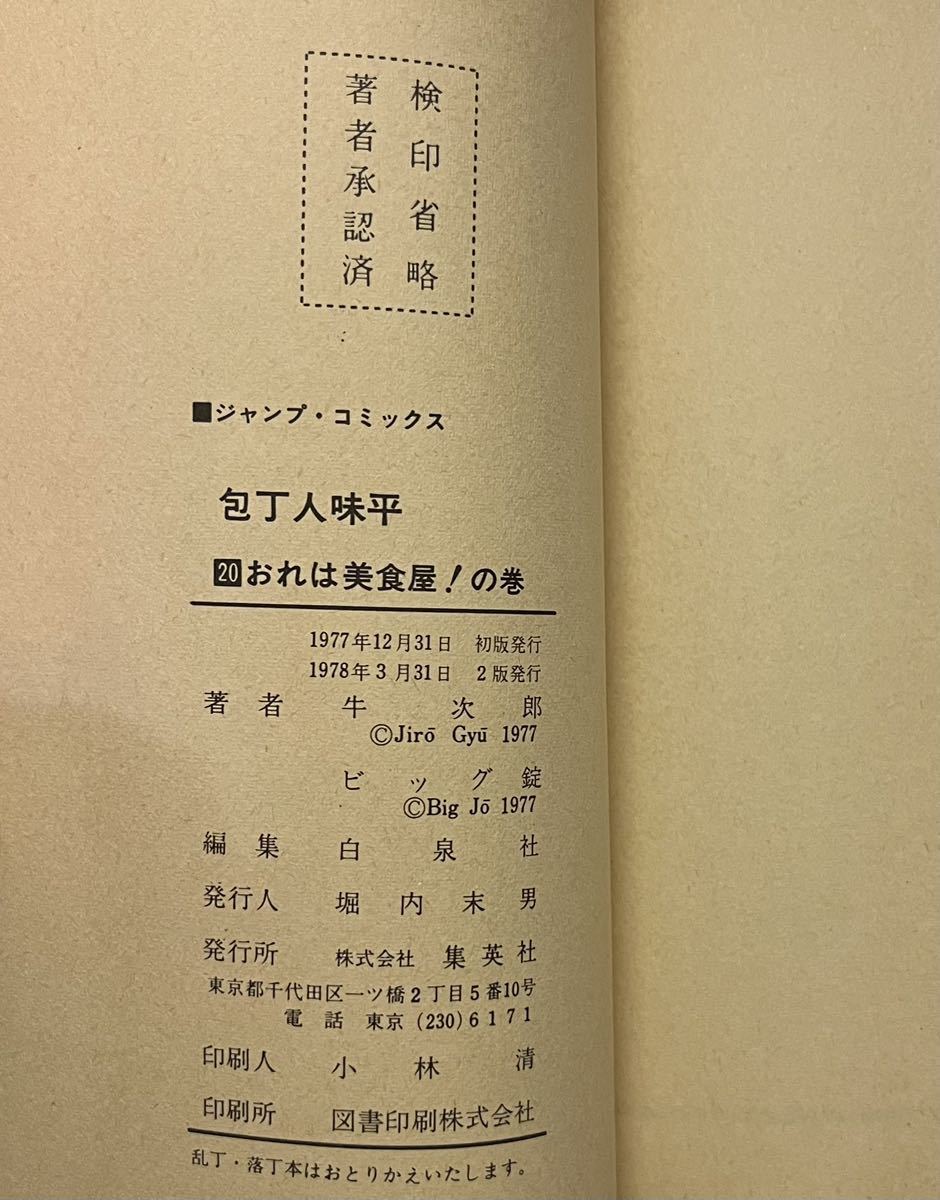 検印省略
著者承認済
■ジャンプ・コミックス
包丁人味平
20おれは美食屋!の巻
1977年12月31日 初版発行
1978年3月31日 2版発行
著者 牛次郎
©Jirō Gyū 1977
ビッグ錠
©Big Jō 1977
編集 白泉社
発行人 堀内末男
発行所 株式会社 集英社
東京都千代田区一ツ橋2丁目5番10号
電話 東京 (230)6171
印刷人 小林清
印刷所 図書印刷株式会社
乱丁・落丁本はおとりかえいたします。